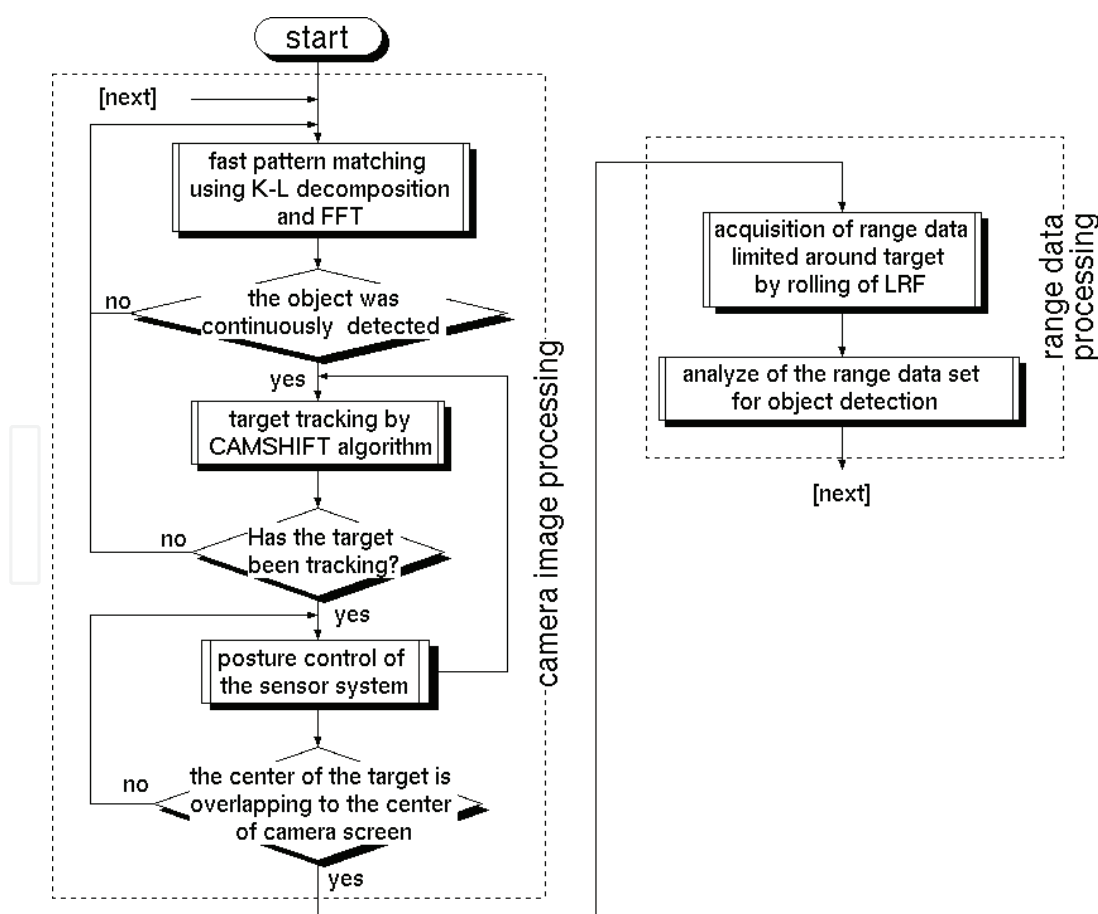 start
[next]
fast pattern matching
using K-L decomposition
and FFT
no
the object was
continuously detected
yes
target tracking by
CAMSHIFT algorithm
no
Has the target
been tracking?
yes
posture control of
the sensor system
no
the center of the target is
overlapping to the center
of camera screen
yes
camera image processing
acquisition of range data
limited around target
by rolling of LRF
analyze of the range data set
for object detection
[next]
range data
processing